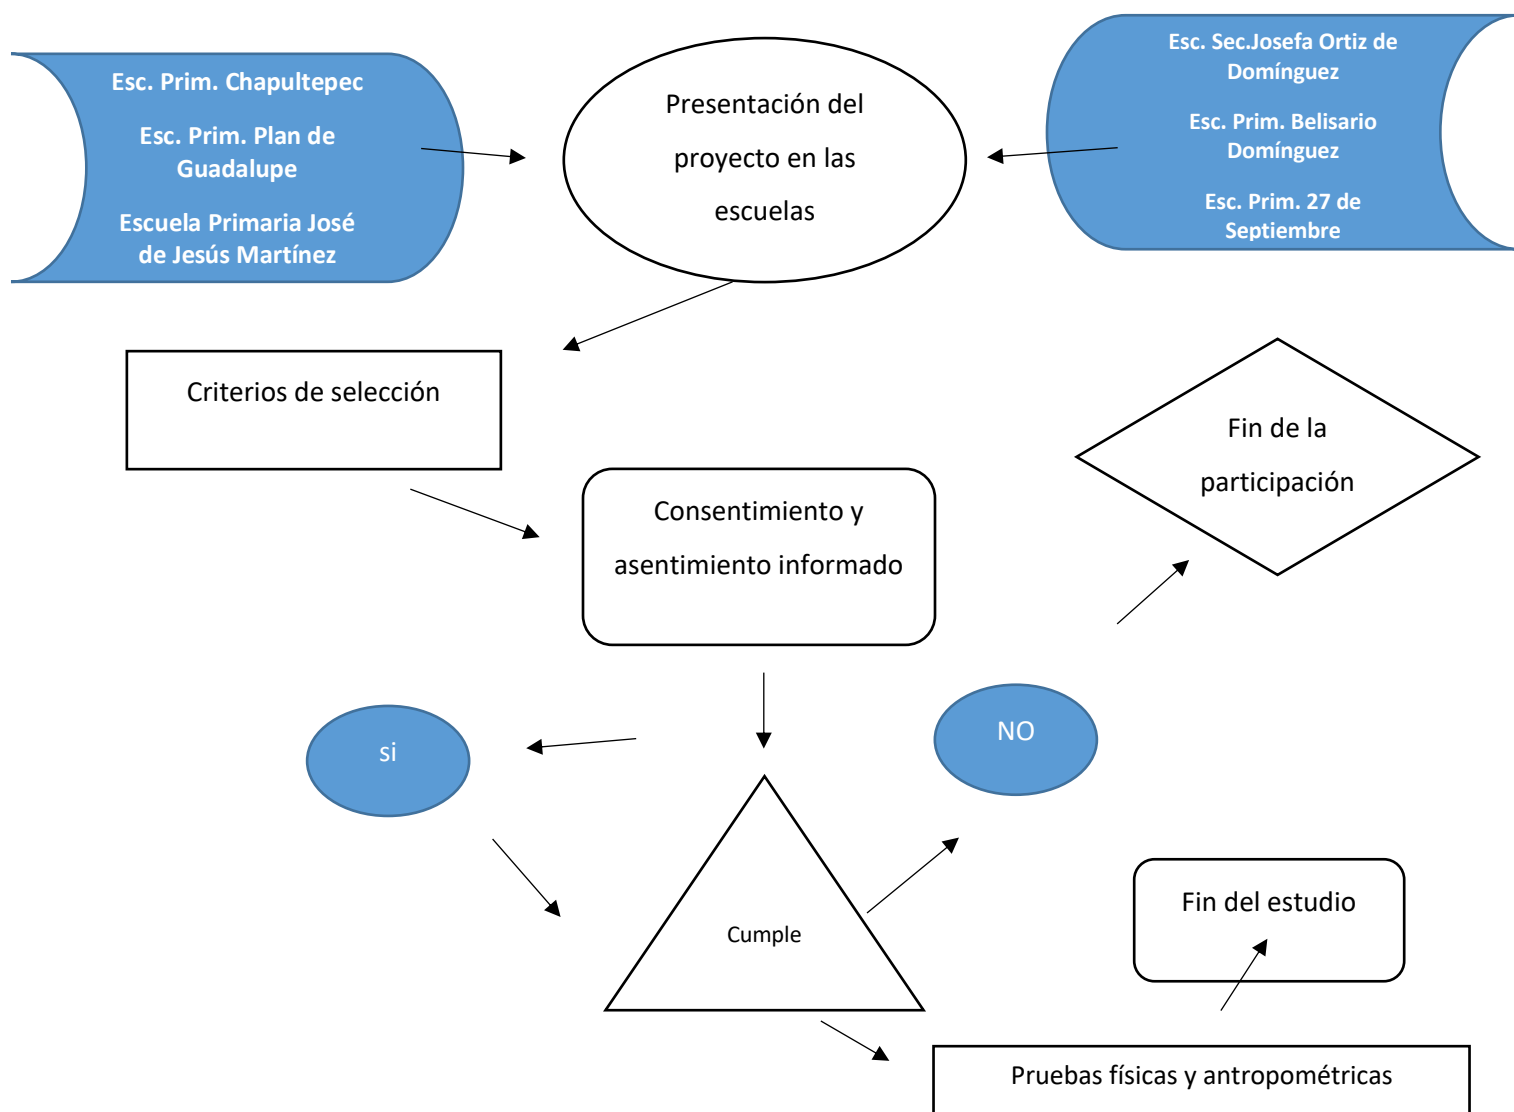 Esc. Prim. Chapultepec
Esc. Prim. Plan de
Guadalupe
Escuela Primaria José
de Jesús Martínez
Presentación del
proyecto en las
escuelas
Esc. Sec.Josefa Ortiz de
Domínguez
Esc. Prim. Belisario
Domínguez
Esc. Prim. 27 de
Septiembre
Criterios de selección
Fin de la
participación
Consentimiento y
asentimiento informado
si
NO
Cumple
Fin del estudio
Pruebas físicas y antropométricas